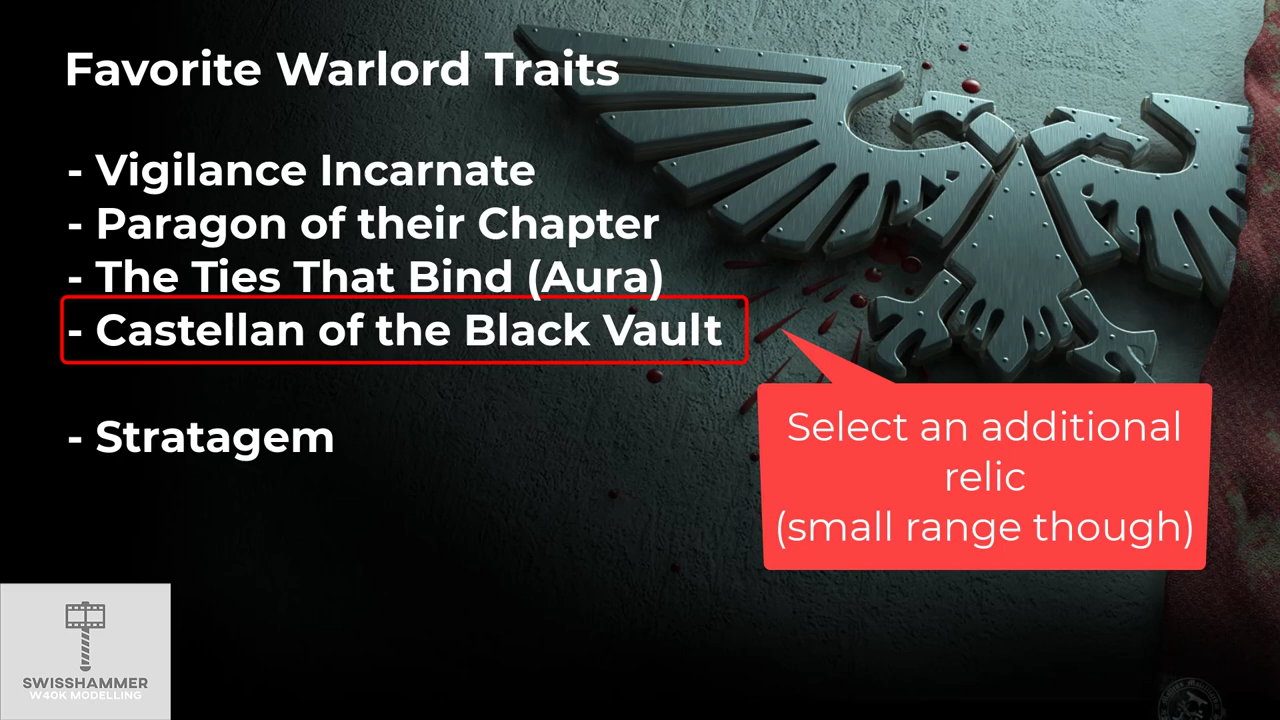 Favorite Warlord Traits
- Vigilance Incarnate
- Paragon of their Chapter
- The Ties That Bind (Aura)
- Castellan of the Black Vault
- Stratagem
Select an additional
relic
(small range though)
SWISSHAMMER
W40K MODELLING